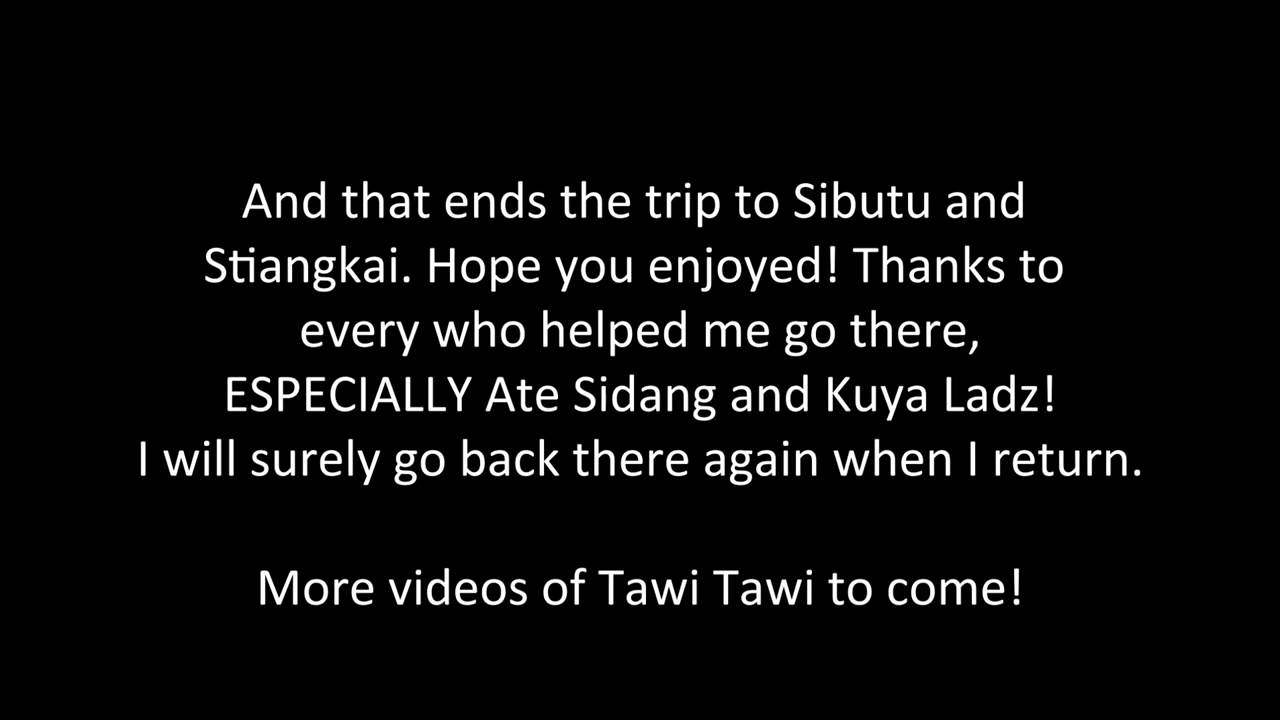 And that ends the trip to Sibutu and
Stiangkai. Hope you enjoyed! Thanks to
every who helped me go there,
ESPECIALLY Ate Sidang and Kuya Ladz!
I will surely go back there again when I return.
More videos of Tawi Tawi to come!